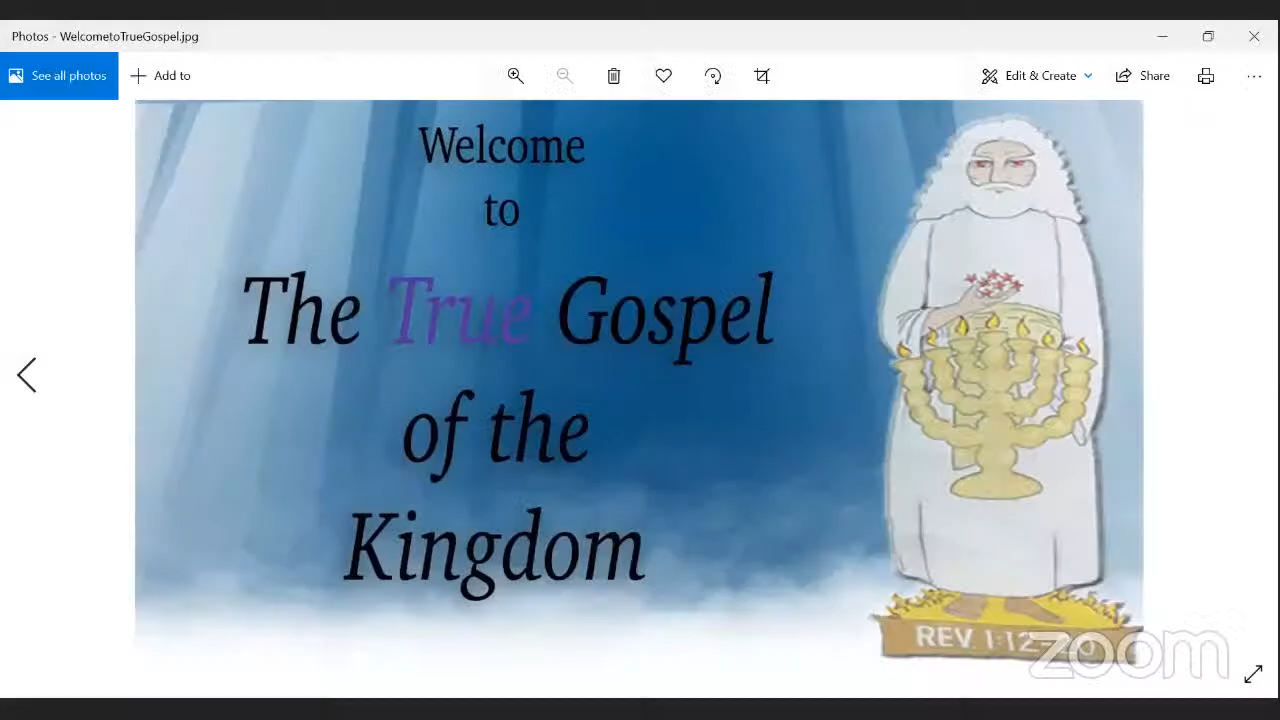 Photos - WelcometoTrueGospel.jpg
See all photos
Add to
Edit & Create
Share
Welcome
to
The True Gospel
of the
Kingdom
REV. 1:12-20
zoom